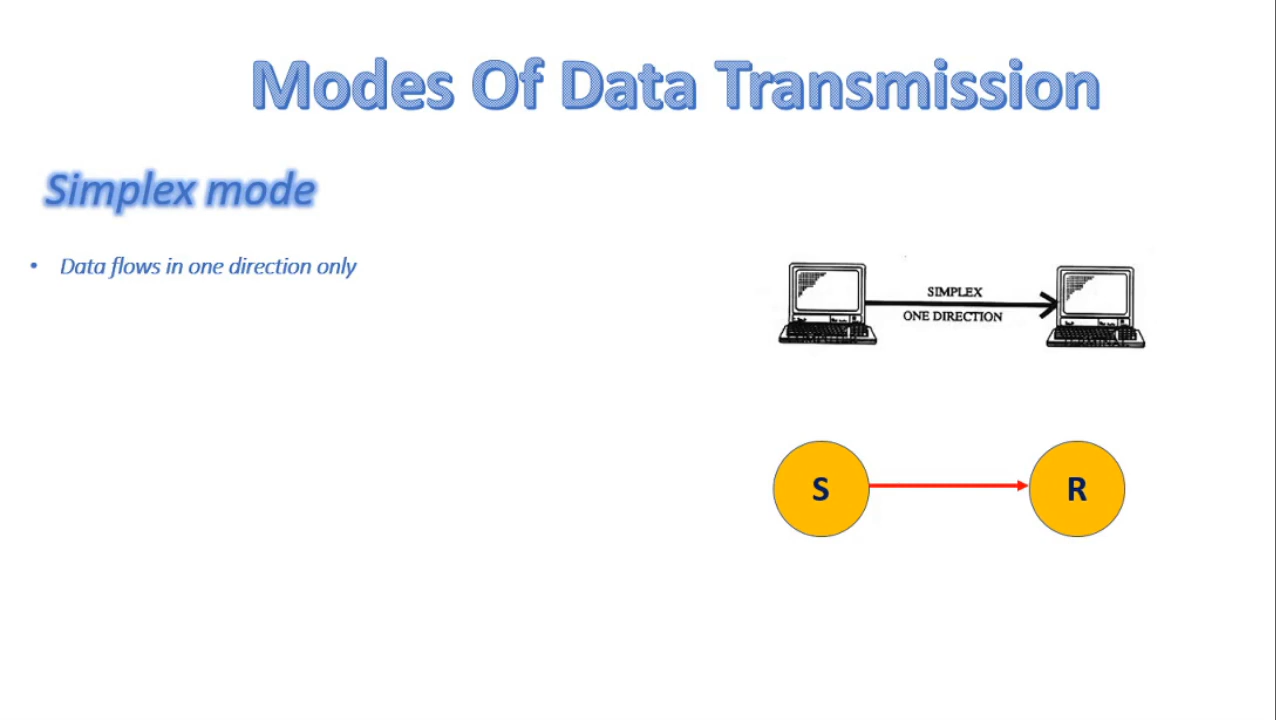 Modes Of Data Transmission
Simplex mode
• Data flows in one direction only
SIMPLEX
ONE DIRECTION
S
R